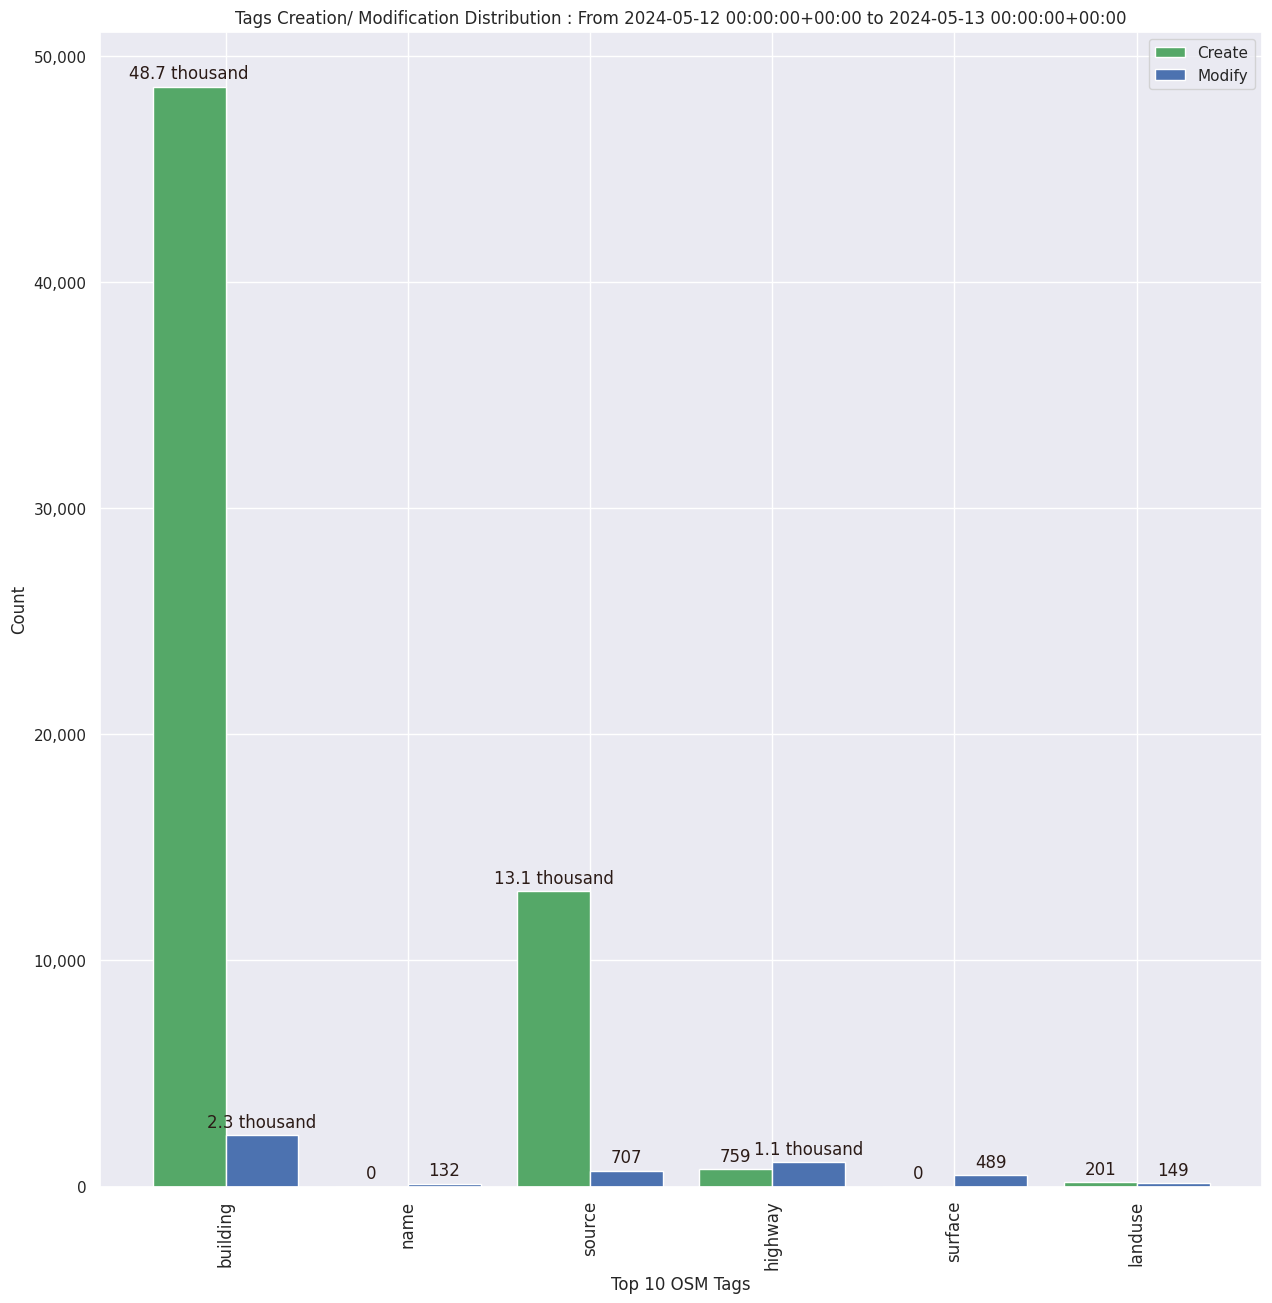 Tags Creation/ Modification Distribution : From 2024-05-12 00:00:00+00:00 to 2024-05-13 00:00:00+00:00
Create
Modify
50,000
40,000
30,000
20,000
10,000
0
Count
48.7 thousand
2.3 thousand
0
132
13.1 thousand
707
759
1.1 thousand
0
489
201
149
building
name
source
highway
surface
landuse
Top 10 OSM Tags